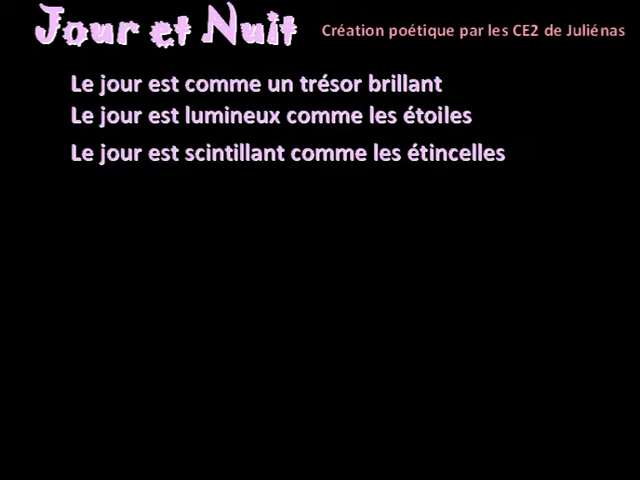 Jour et Nuit
Création poétique par les CE2 de Juliénas
Le jour est comme un trésor brillant
Le jour est lumineux comme les étoiles
Le jour est scintillant comme les étincelles